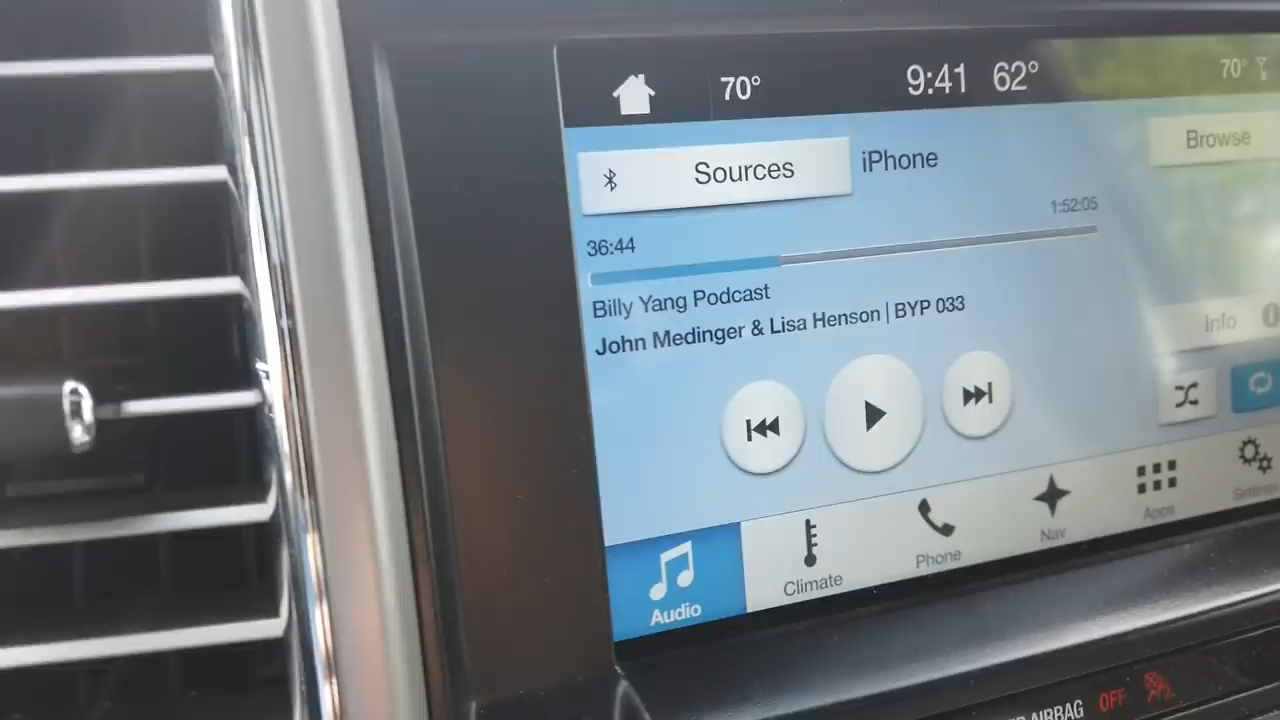 70° 9:41 62° 70°
Sources iPhone Browse
36:44 1:52:05
Billy Yang Podcast
John Medinger & Lisa Henson | BYP 033
Info
Audio Climate Phone Nav Apps Settings
AIRBAG OFF